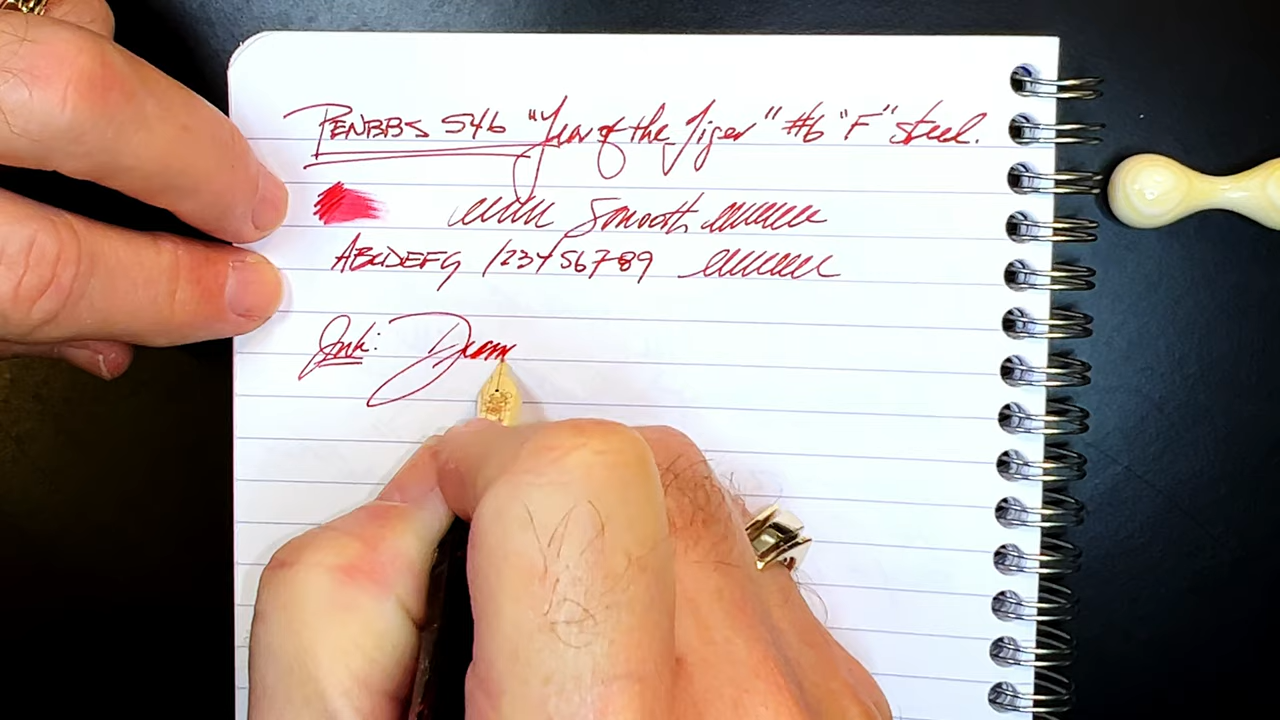 PENBBS 546 "Year of the Tiger" #6 "F" steel.
Smooth
ABCDEFG 123456789
Ink: